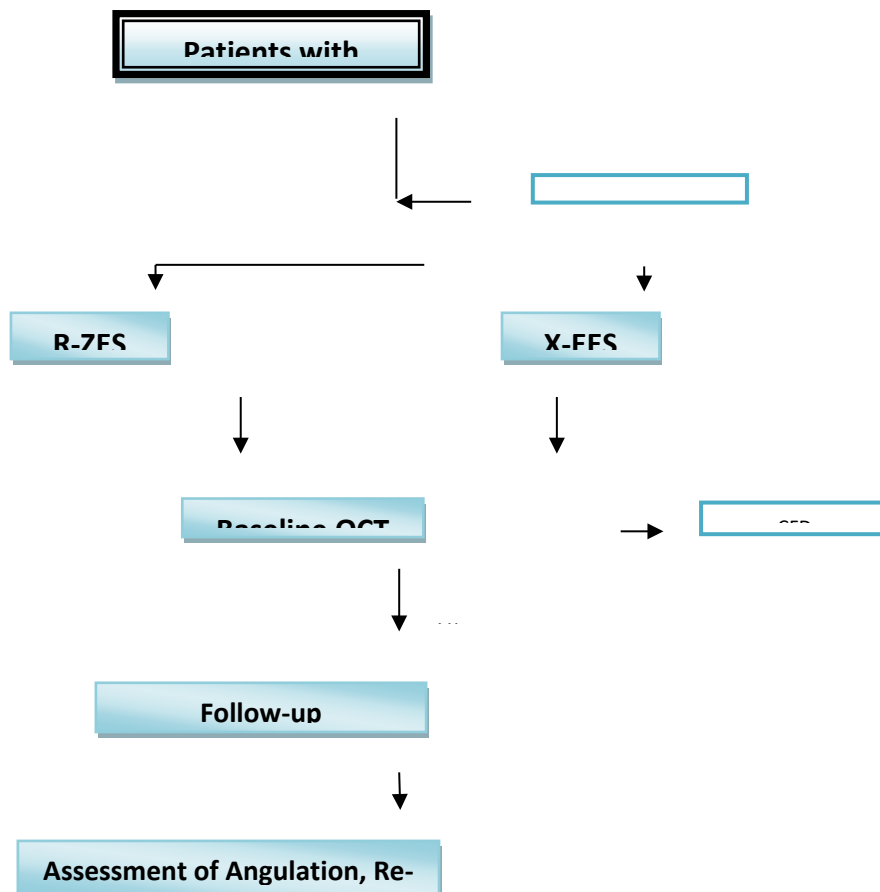 Patients with
R-ZES
X-EES
Baseline OCT
Follow-up
Assessment of Angulation, Re-